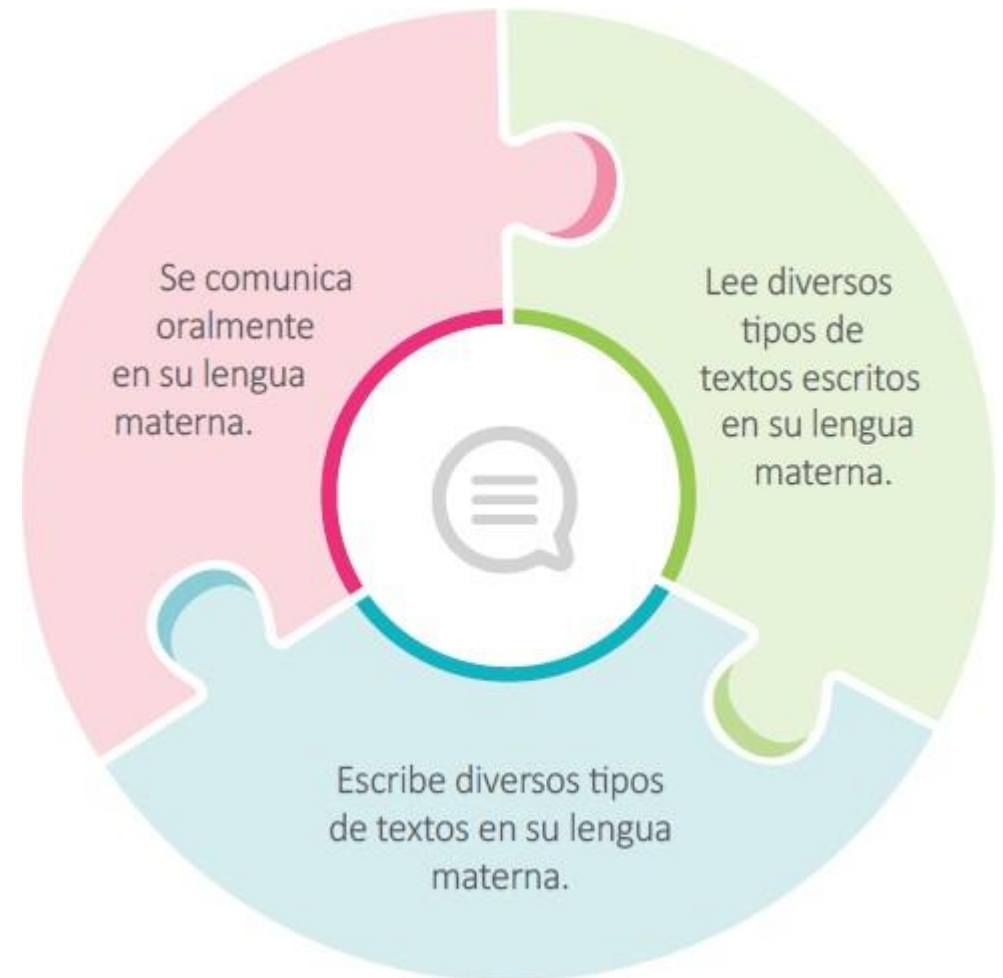 Se comunica
oralmente
en su lengua
materna.
Lee diversos
tipos de
textos escritos
en su lengua
materna.
Escribe diversos tipos
de textos en su lengua
materna.